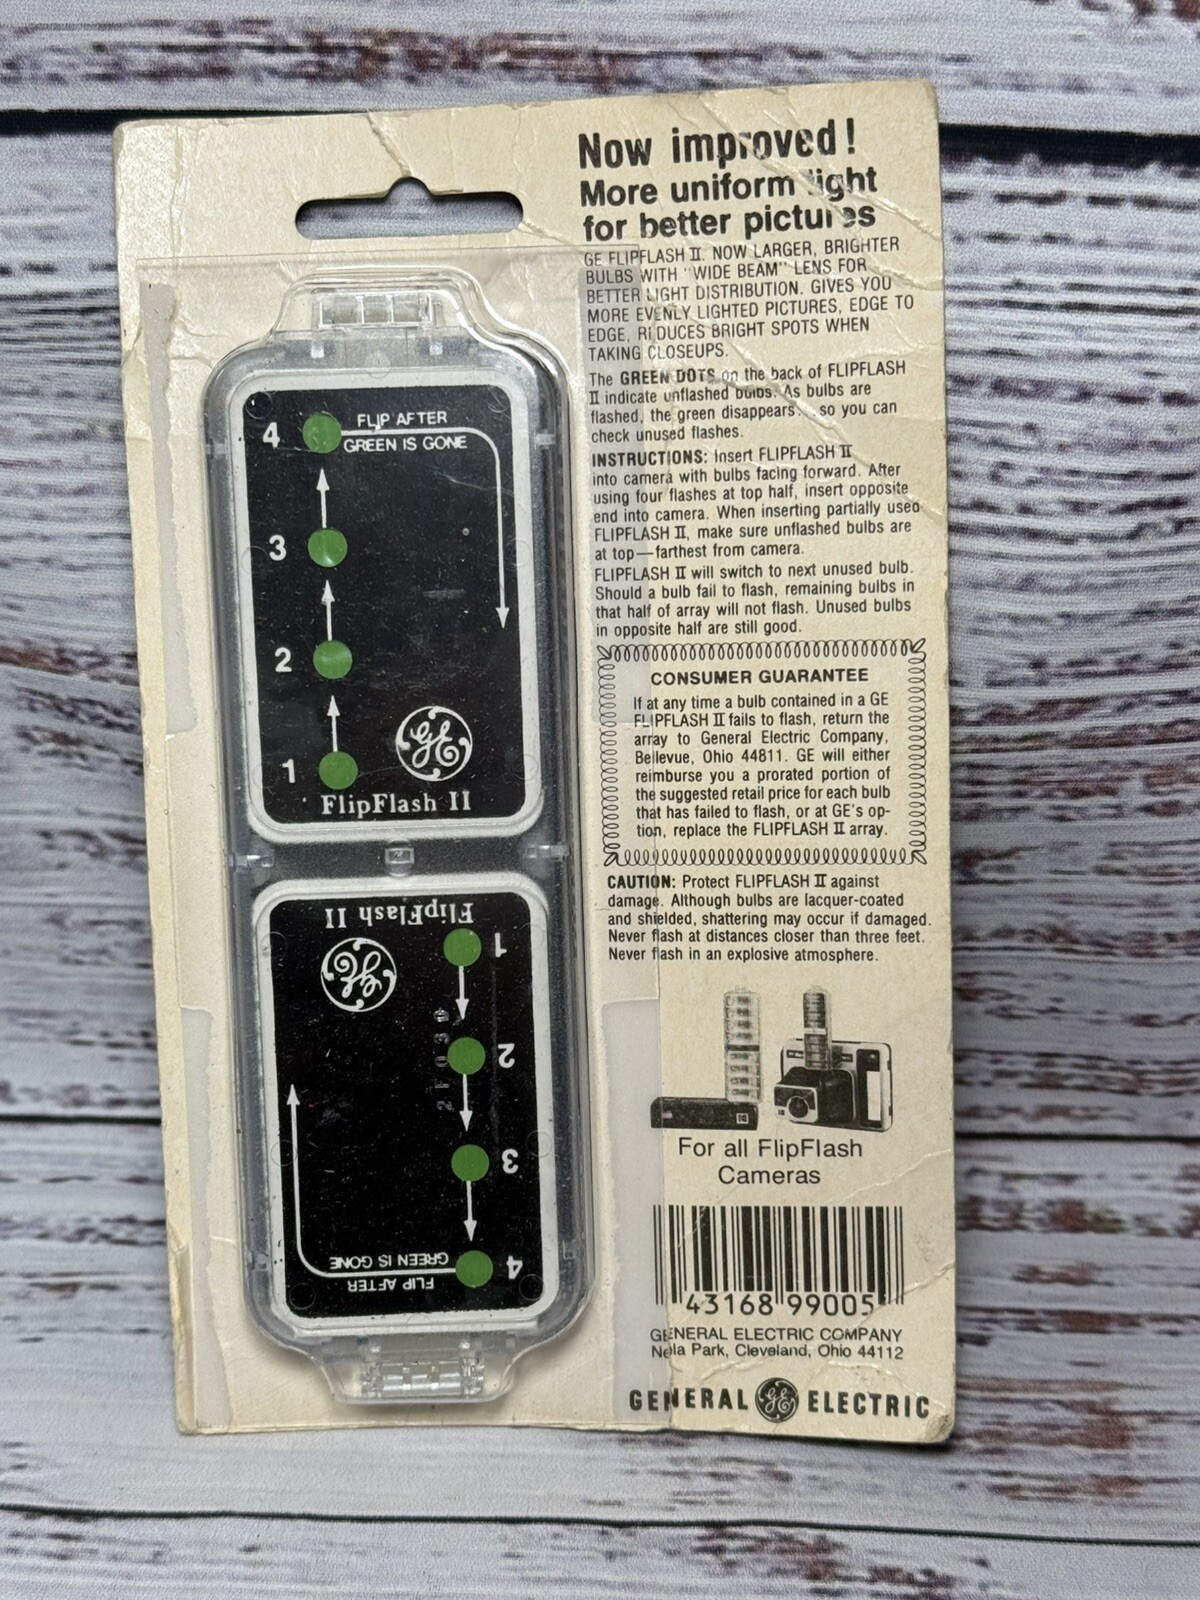 Now improved!
More uniform light
for better pictures
GE FLIPFLASH II. NOW LARGER, BRIGHTER
BULBS WITH "WIDE BEAM" LENS FOR
BETTER LIGHT DISTRIBUTION. GIVES YOU
MORE EVENLY LIGHTED PICTURES, EDGE TO
EDGE, REDUCES BRIGHT SPOTS WHEN
TAKING CLOSEUPS.
The GREEN DOTS on the back of FLIPFLASH
II indicate unflashed bulbs. As bulbs are
flashed, the green disappears...so you can
check unused flashes.
INSTRUCTIONS: Insert FLIPFLASH II
into camera with bulbs facing forward. After
using four flashes at top half, insert opposite
end into camera. When inserting partially used
FLIPFLASH II, make sure unflashed bulbs are
at top—farthest from camera.
FLIPFLASH II will switch to next unused bulb.
Should a bulb fail to flash, remaining bulbs in
that half of array will not flash. Unused bulbs
in opposite half are still good.
CONSUMER GUARANTEE
If at any time a bulb contained in a GE
FLIPFLASH II fails to flash, return the
array to General Electric Company,
Bellevue, Ohio 44811. GE will either
reimburse you a prorated portion of
the suggested retail price for each bulb
that has failed to flash, or at GE's op-
tion, replace the FLIPFLASH II array.
CAUTION: Protect FLIPFLASH II against
damage. Although bulbs are lacquer-coated
and shielded, shattering may occur if damaged.
Never flash at distances closer than three feet.
Never flash in an explosive atmosphere.
For all FlipFlash
Cameras
43168 99005
GENERAL ELECTRIC COMPANY
Nela Park, Cleveland, Ohio 44112
GENERAL GE ELECTRIC
4 FLIP AFTER
GREEN IS GONE
3
2
GE
1
FlipFlash II
FlipFlash II
1
GE
2
3
4
GREEN IS GONE
FLIP AFTER